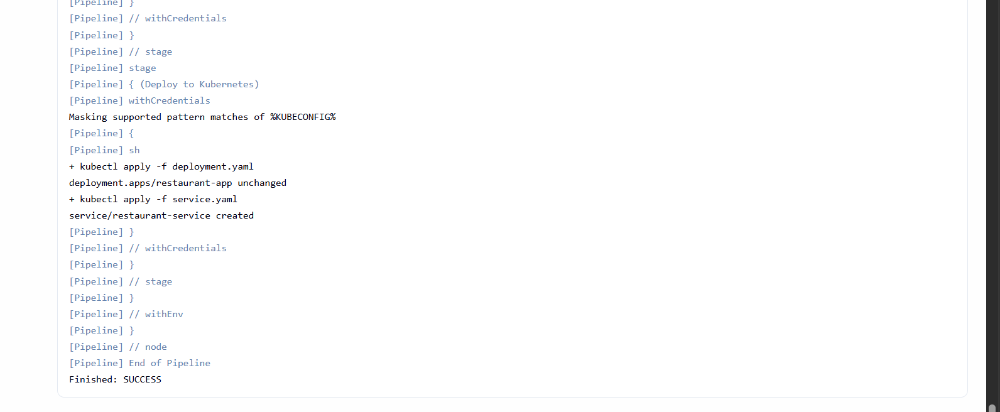 [Pipeline] }
[Pipeline] // withCredentials
[Pipeline] }
[Pipeline] // stage
[Pipeline] stage
[Pipeline] { (Deploy to Kubernetes)
[Pipeline] withCredentials
Masking supported pattern matches of %KUBECONFIG%
[Pipeline] {
[Pipeline] sh
+ kubectl apply -f deployment.yaml
deployment.apps/restaurant-app unchanged
+ kubectl apply -f service.yaml
service/restaurant-service created
[Pipeline] }
[Pipeline] // withCredentials
[Pipeline] }
[Pipeline] // stage
[Pipeline] }
[Pipeline] // withEnv
[Pipeline] }
[Pipeline] // node
[Pipeline] End of Pipeline
Finished: SUCCESS